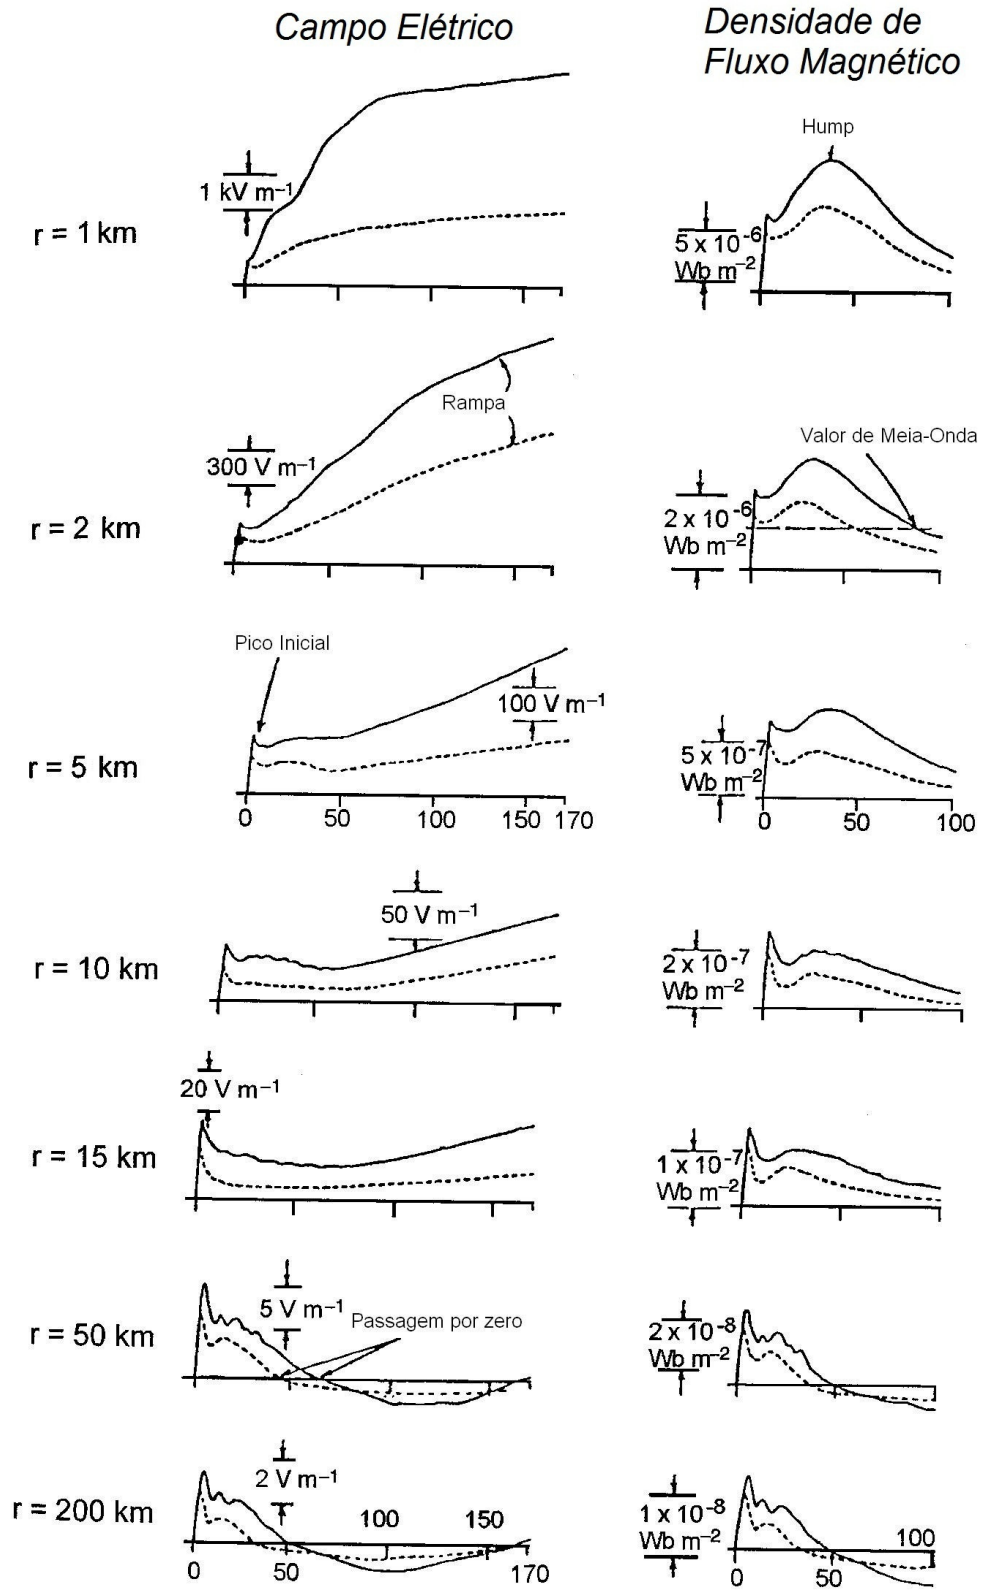 Campo Elétrico
Densidade de
Fluxo Magnético
r = 1 km
1 kV m⁻¹
Hump
5 x 10⁻⁶
Wb m⁻²
r = 2 km
300 V m⁻¹
Rampa
Valor de Meia-Onda
2 x 10⁻⁶
Wb m⁻²
r = 5 km
Pico Inicial
100 V m⁻¹
0 50 100 150 170
5 x 10⁻⁷
Wb m⁻²
0 50 100
r = 10 km
50 V m⁻¹
2 x 10⁻⁷
Wb m⁻²
r = 15 km
20 V m⁻¹
1 x 10⁻⁷
Wb m⁻²
r = 50 km
5 V m⁻¹
Passagem por zero
2 x 10⁻⁸
Wb m⁻²
r = 200 km
2 V m⁻¹
100 150
0 50 170
1 x 10⁻⁸
Wb m⁻²
100
0 50